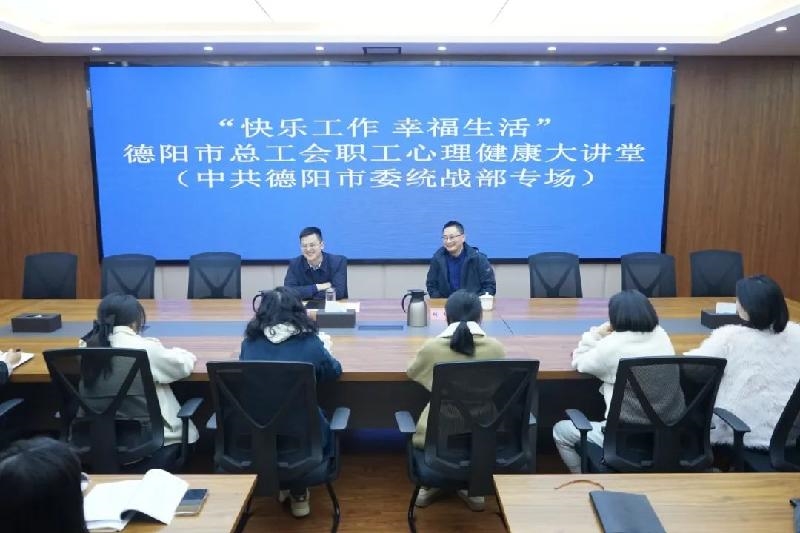 “快乐工作 幸福生活”
德阳市总工会职工心理健康大讲堂
（中共德阳市委统战部专场）